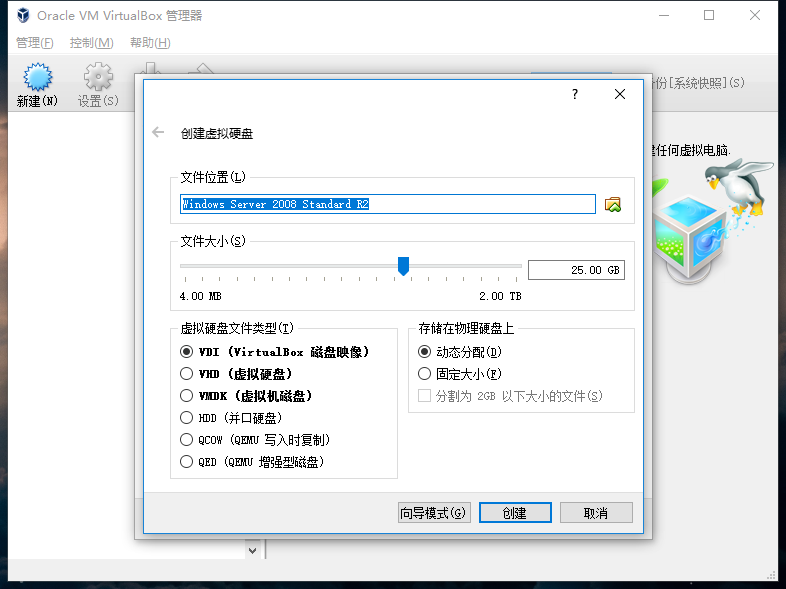 Oracle VM VirtualBox 管理器
管理(F) 控制(M) 帮助(H)
新建(N) 设置(S) 份[系统快照](S)
建任何虚拟电脑.
?
创建虚拟硬盘
文件位置(L)
Windows Server 2008 Standard R2
文件大小(S)
25.00 GB
4.00 MB 2.00 TB
虚拟硬盘文件类型(T)
VDI (VirtualBox 磁盘映像)
VHD (虚拟硬盘)
VMDK (虚拟机磁盘)
HDD (并口硬盘)
QCOW (QEMU 写入时复制)
QED (QEMU 增强型磁盘)
存储在物理硬盘上
动态分配(D)
固定大小(F)
分割为 2GB 以下大小的文件(S)
向导模式(G) 创建 取消